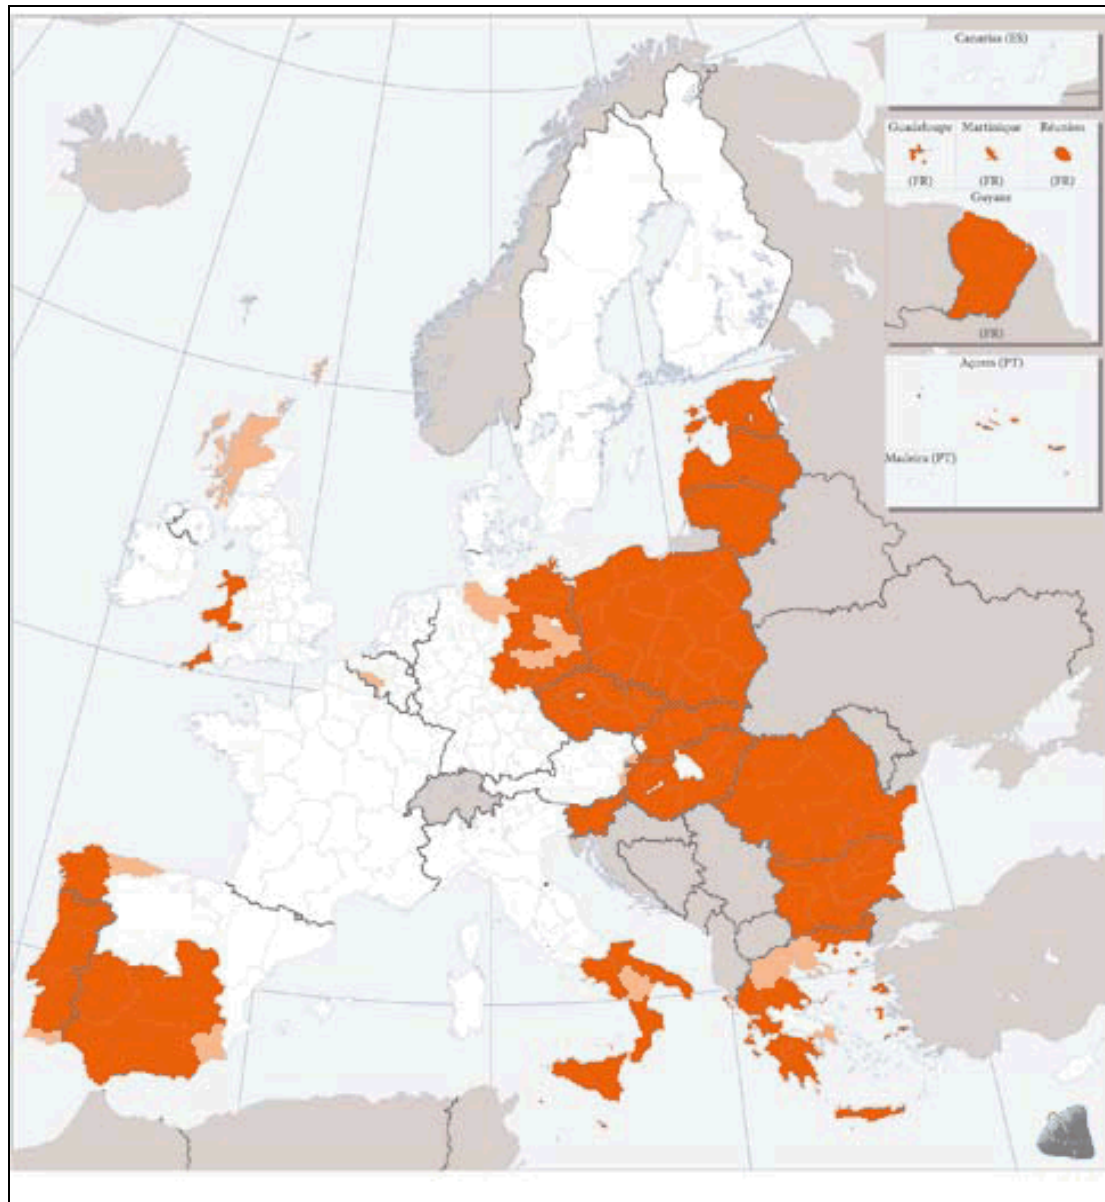 Canarias (ES)
Guadeloupe Martinique Réunion
(FR) (FR) (FR)
Guyane
(FR)
Açores (PT)
Madeira (PT)